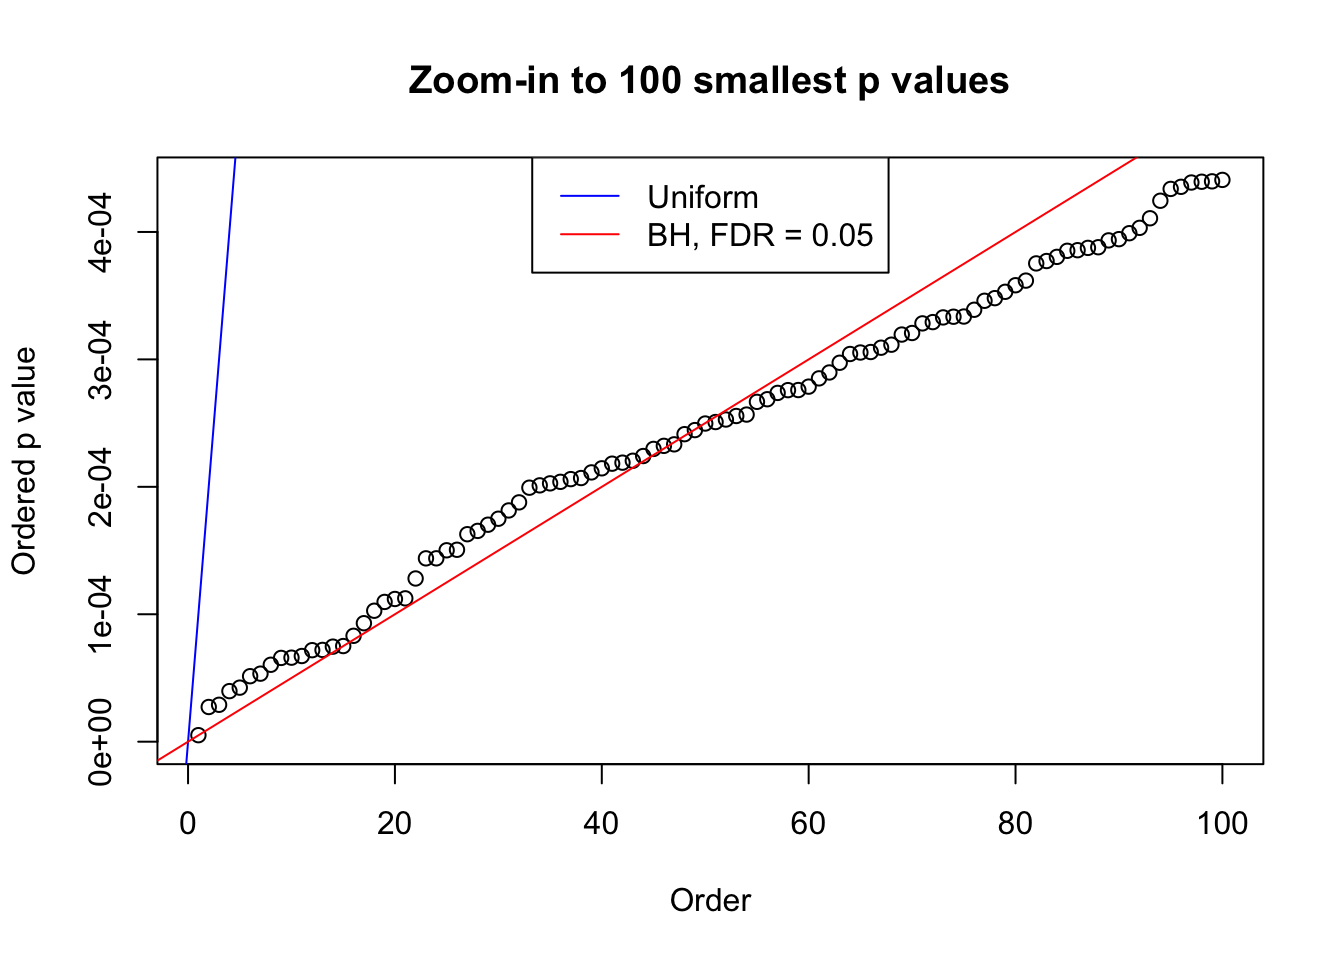 Zoom-in to 100 smallest p values
Uniform
BH, FDR = 0.05
Ordered p value
4e-04
3e-04
2e-04
1e-04
0e+00
0 20 40 60 80 100
Order